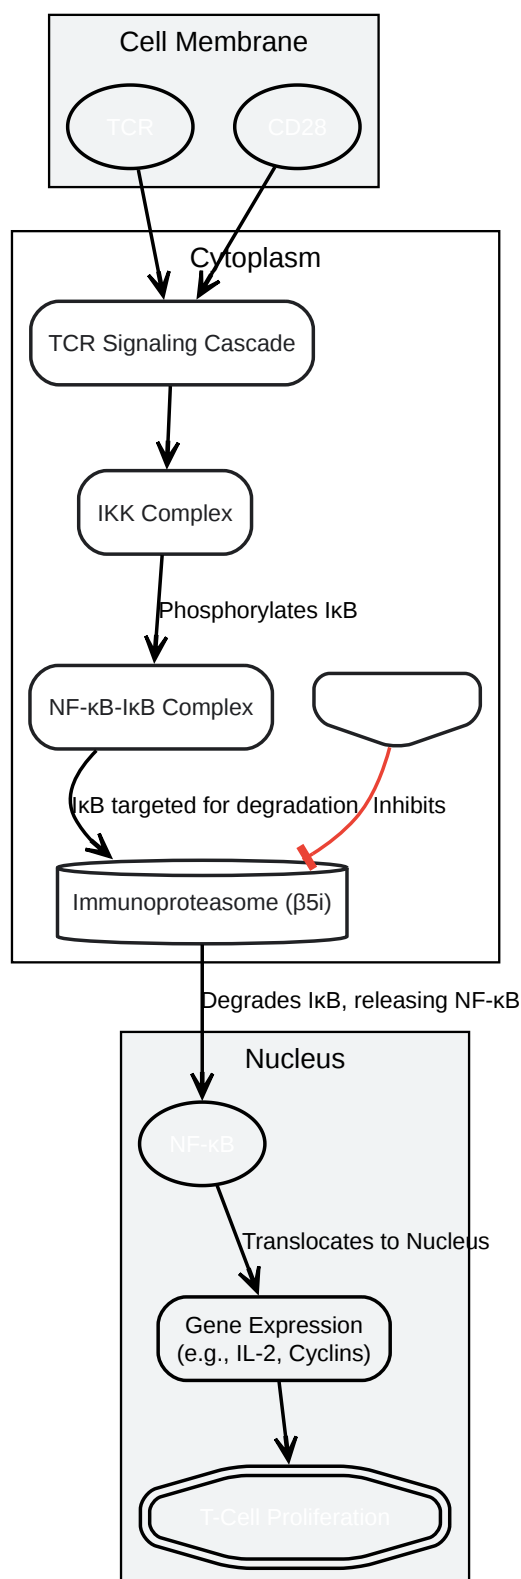 Cell Membrane
TCR
CD28
Cytoplasm
TCR Signaling Cascade
IKK Complex
Phosphorylates IκB
NF-κB-IκB Complex
IκB targeted for degradation
Inhibits
Immunoproteasome (β5i)
Degrades IκB, releasing NF-κB
Nucleus
NF-κB
Translocates to Nucleus
Gene Expression
(e.g., IL-2, Cyclins)
T-Cell Proliferation